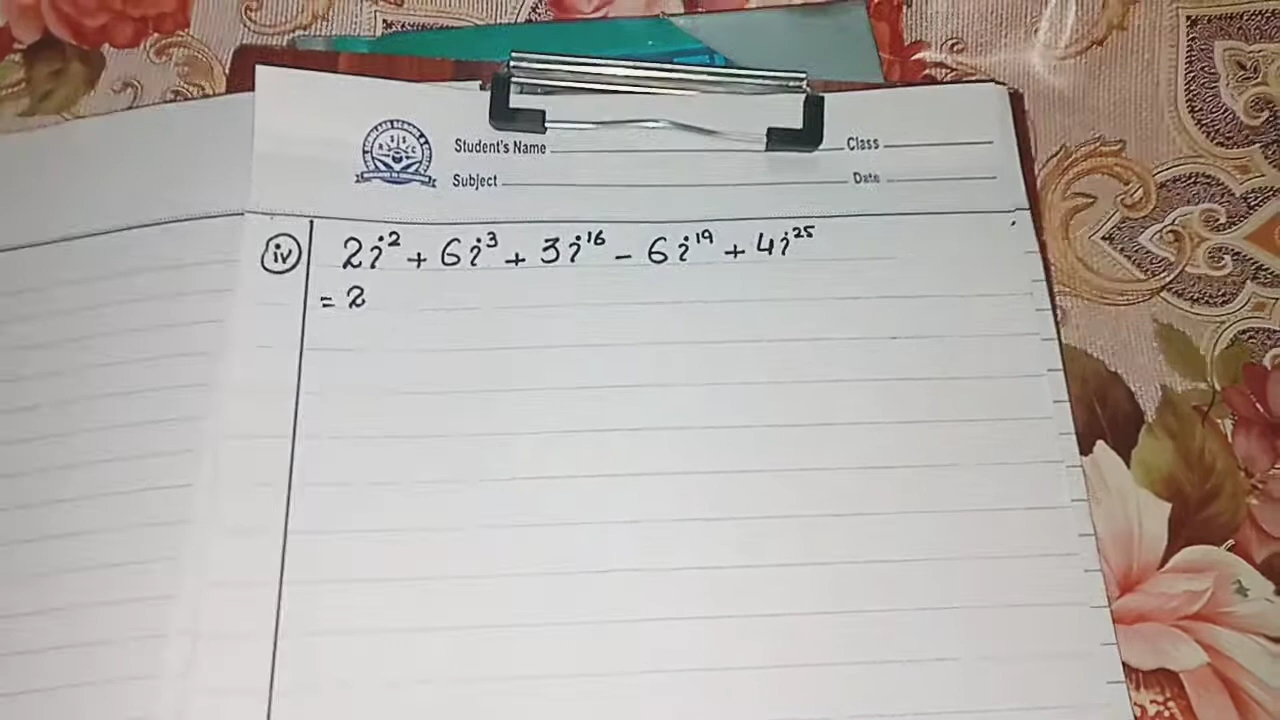 Student's Name Class
Subject Date
iv 2i² + 6i³ + 3i¹⁶ - 6i¹⁹ + 4i²⁵
= 2